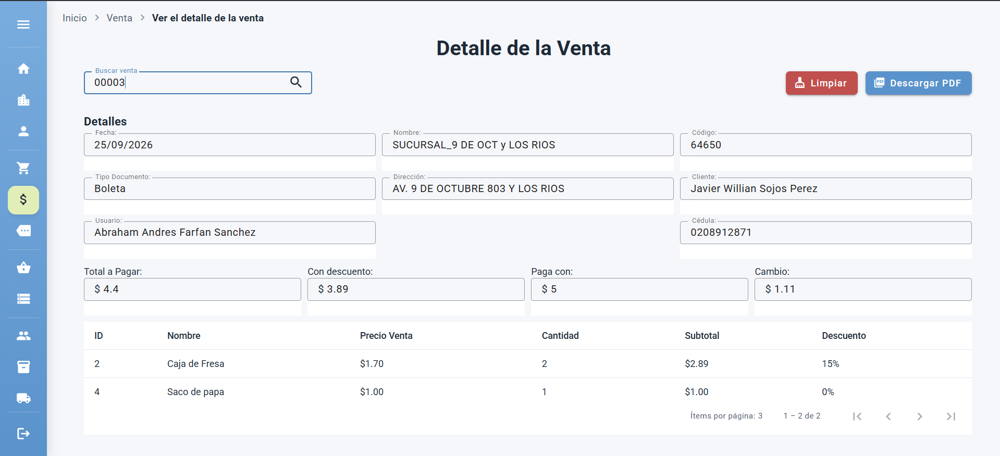 Inicio > Venta > Ver el detalle de la venta
Detalle de la Venta
Buscar venta
00003
Limpiar
PDF Descargar PDF
Detalles
Fecha: Nombre: Código:
25/09/2026 SUCURSAL_9 DE OCT y LOS RIOS 64650
Tipo Documento: Dirección: Cliente:
Boleta AV. 9 DE OCTUBRE 803 Y LOS RIOS Javier Willian Sojos Perez
Usuario: Cédula:
Abraham Andres Farfan Sanchez 0208912871
Total a Pagar: Con descuento: Paga con: Cambio:
$ 4.4 $ 3.89 $ 5 $ 1.11
ID Nombre Precio Venta Cantidad Subtotal Descuento
2 Caja de Fresa $1.70 2 $2.89 15%
4 Saco de papa $1.00 1 $1.00 0%
Ítems por página: 3 1 – 2 de 2